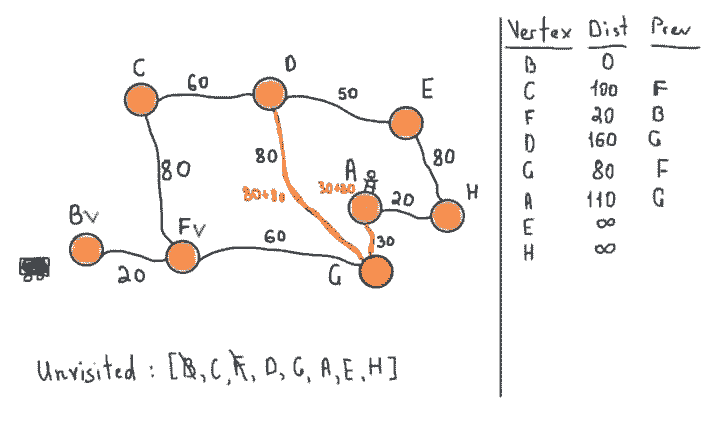 Vertex Dist Prev
B 0
C 100 F
F 20 B
D 160 G
G 80 F
A 110 G
E ∞
H ∞
D
C
60
50
E
80
80
80
A
80+80
30+80
20
H
Bv
Fv
60
30
20
G
Unvisited : [B, C, F, D, G, A, E, H]